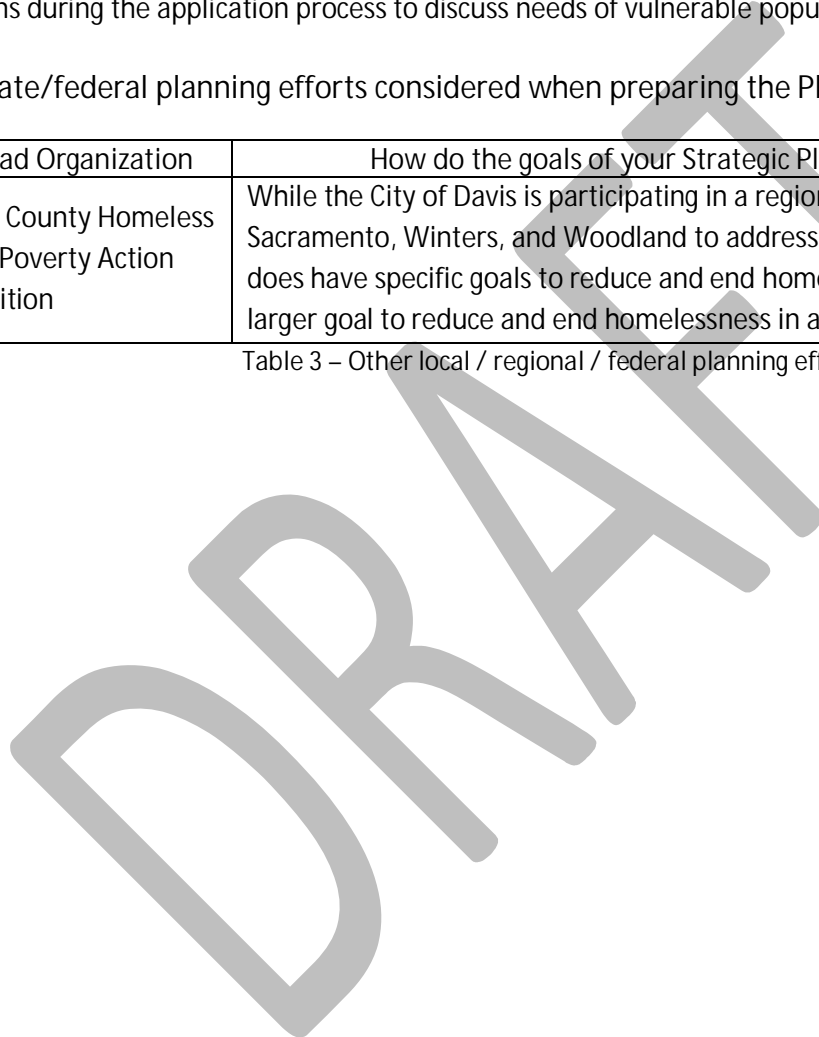 ns during the application process to discuss needs of vulnerable popu
ate/federal planning efforts considered when preparing the Pl
ad Organization How do the goals of your Strategic Pl
County Homeless
Poverty Action
ition
While the City of Davis is participating in a region
Sacramento, Winters, and Woodland to address
does have specific goals to reduce and end home
larger goal to reduce and end homelessness in a
Table 3 – Other local / regional / federal planning eff
DRAFT